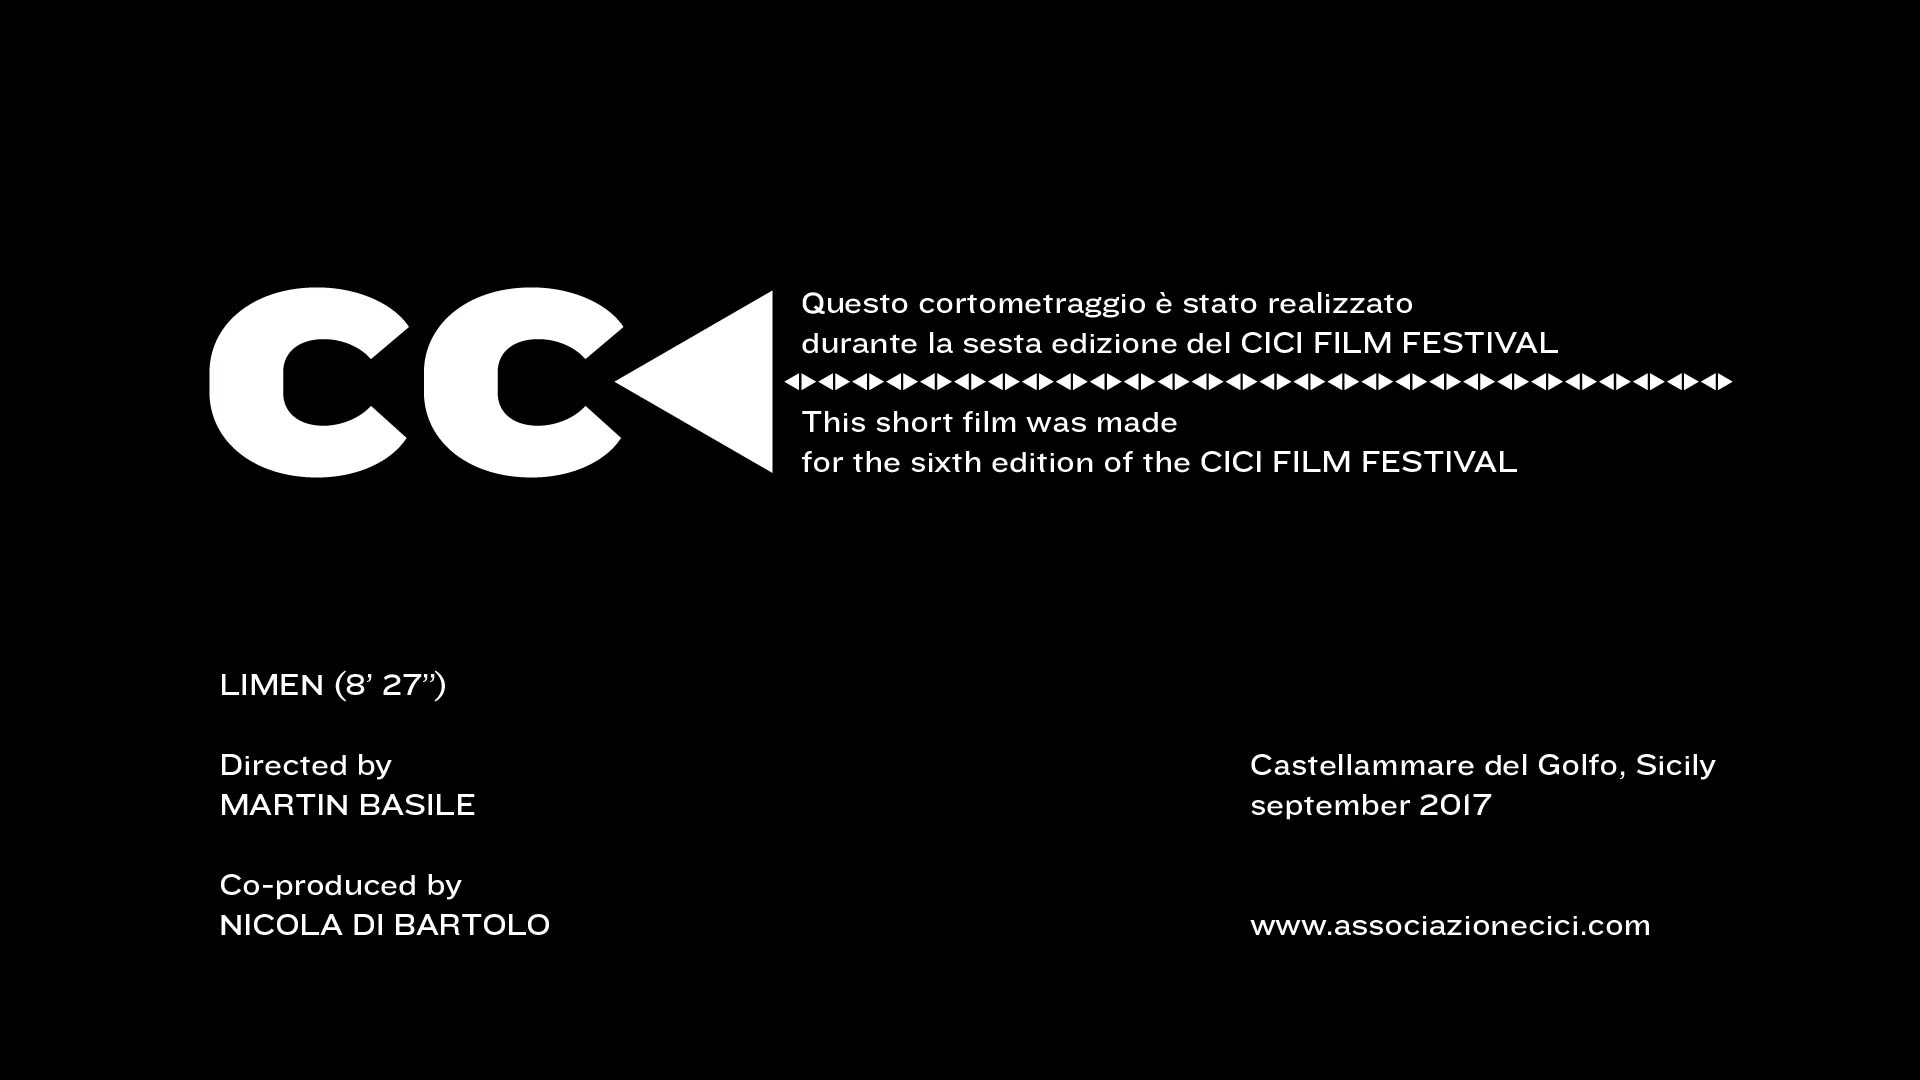 CC
Questo cortometraggio è stato realizzato
durante la sesta edizione del CICI FILM FESTIVAL
This short film was made
for the sixth edition of the CICI FILM FESTIVAL
LIMEN (8’ 27”)
Directed by
MARTIN BASILE
Co-produced by
NICOLA DI BARTOLO
Castellammare del Golfo, Sicily
september 2017
www.associazionecici.com